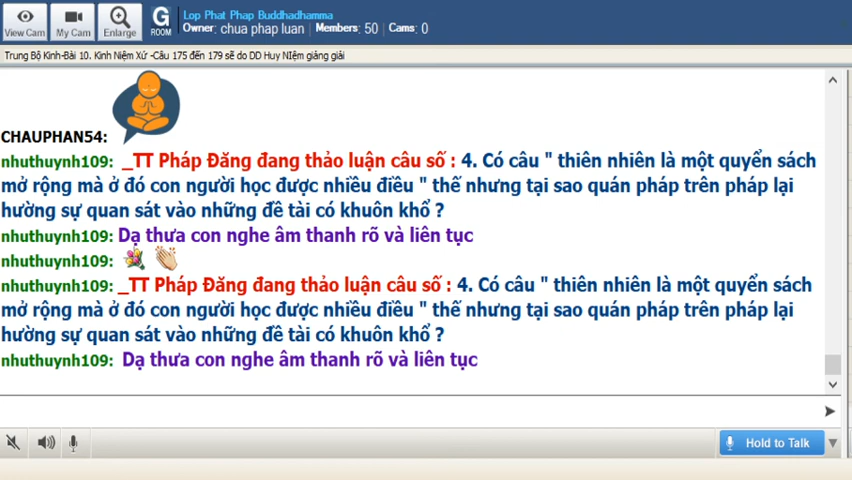 View Cam
My Cam
Enlarge
G
ROOM
Lop Phat Phap Buddhadhamma
Owner: chua phap luan | Members: 50 | Cams: 0
Trung Bộ Kinh-Bài 10. Kinh Niệm Xứ -Câu 175 đến 179 sẽ do DD Huy NIệm giảng giải
CHAUPHAN54:
nhuthuynh109: _TT Pháp Đăng đang thảo luận câu số : 4. Có câu " thiên nhiên là một quyển sách
mở rộng mà ở đó con người học được nhiều điều " thế nhưng tại sao quán pháp trên pháp lại
hường sự quan sát vào những đề tài có khuôn khổ ?
nhuthuynh109: Dạ thưa con nghe âm thanh rõ và liên tục
nhuthuynh109:
nhuthuynh109: _TT Pháp Đăng đang thảo luận câu số : 4. Có câu " thiên nhiên là một quyển sách
mở rộng mà ở đó con người học được nhiều điều " thế nhưng tại sao quán pháp trên pháp lại
hường sự quan sát vào những đề tài có khuôn khổ ?
nhuthuynh109: Dạ thưa con nghe âm thanh rõ và liên tục
Hold to Talk